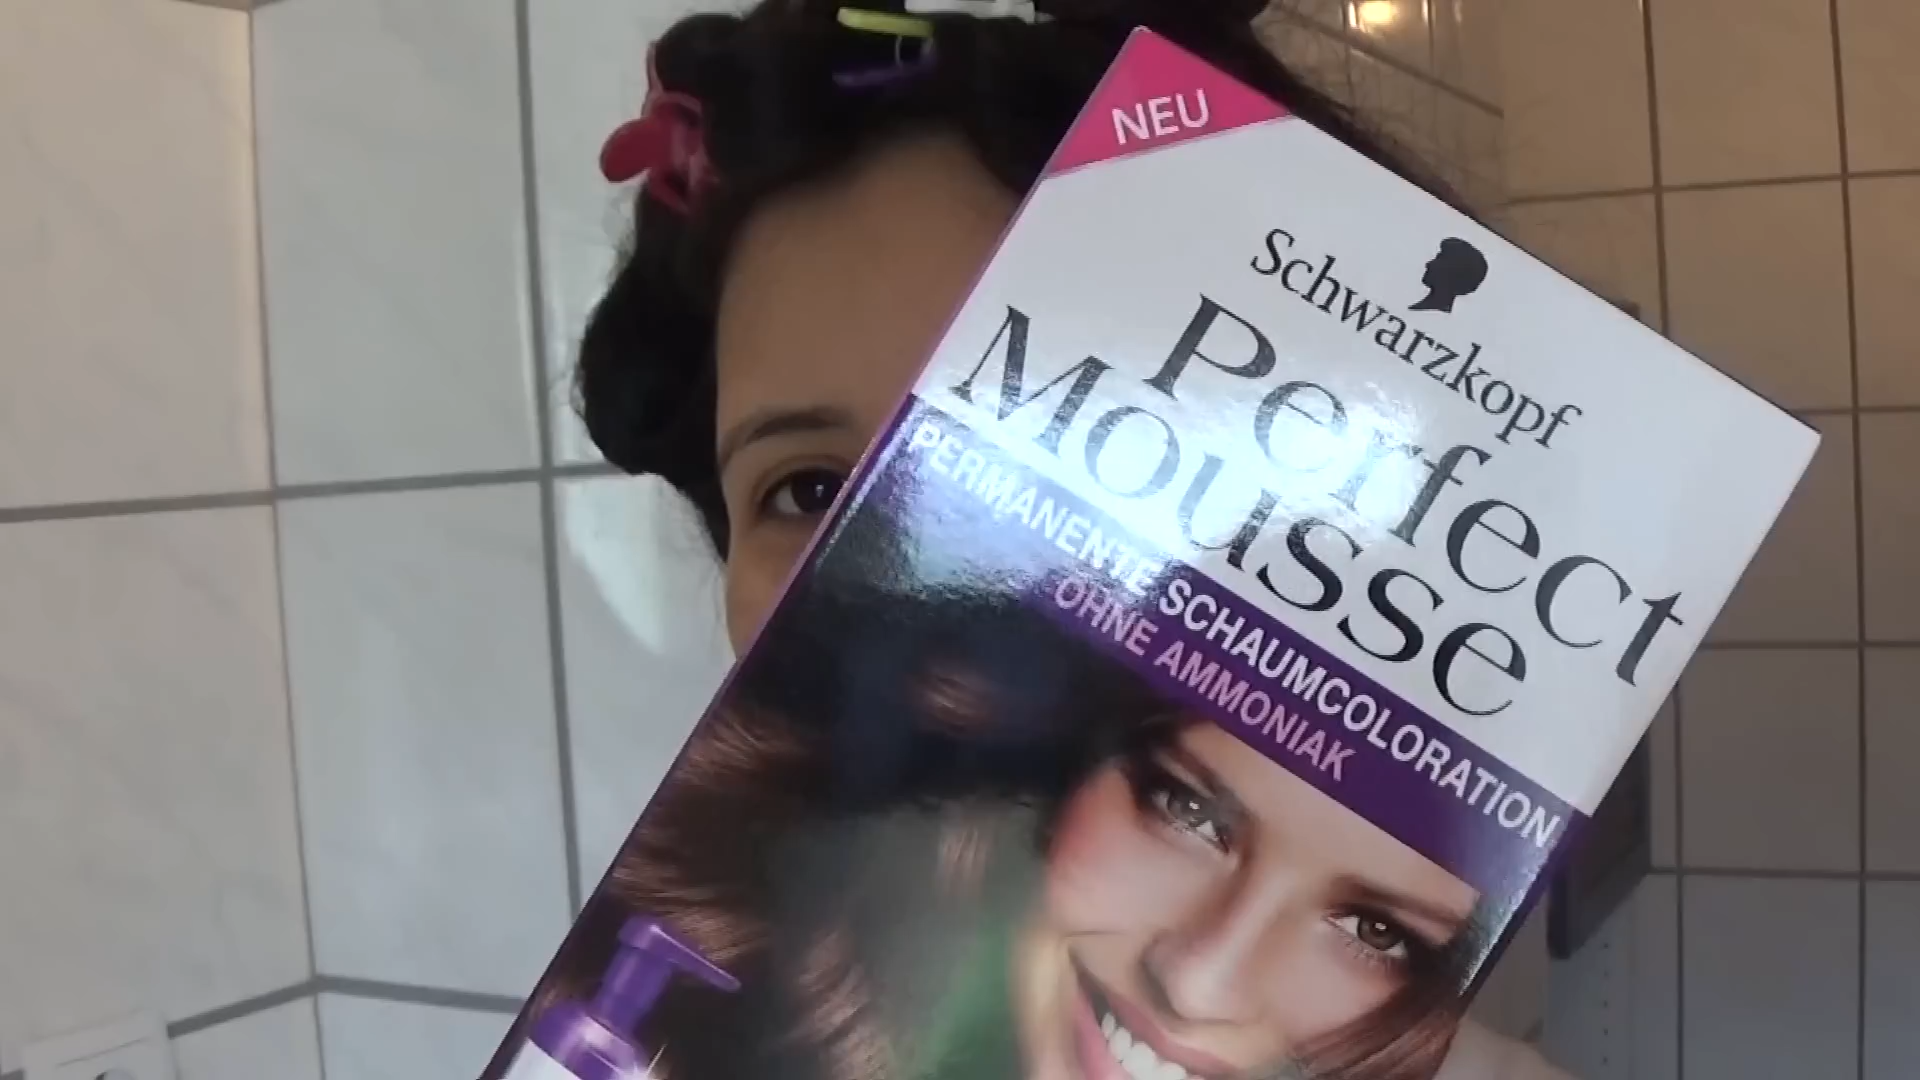 NEU
Schwarzkopf
Perfect
Mousse
PERMANENTE SCHAUMCOLORATION
OHNE AMMONIAK